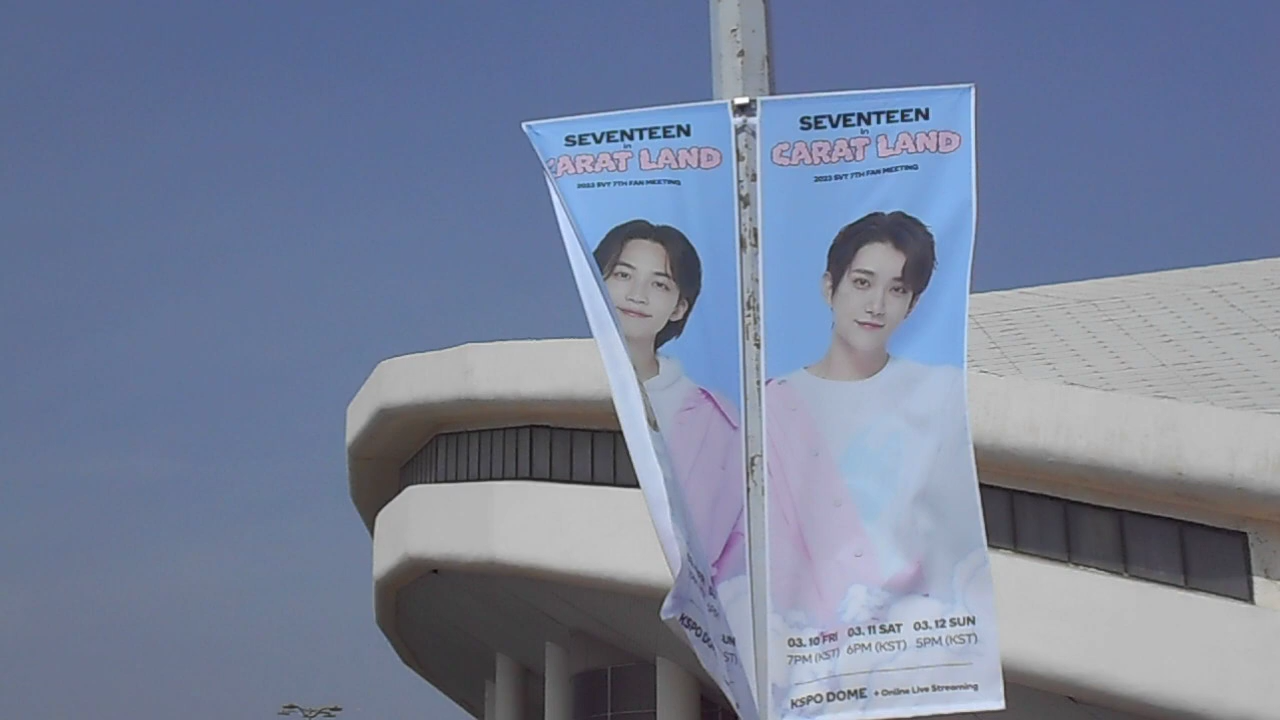 SEVENTEEN
in
CARAT LAND
2023 SVT 7TH FAN MEETING
KSPO DO
SEVENTEEN
in
CARAT LAND
2023 SVT 7TH FAN MEETING
03. 10 FRI 03. 11 SAT 03. 12 SUN
7PM (KST) 6PM (KST) 5PM (KST)
KSPO DOME + Online Live Streaming